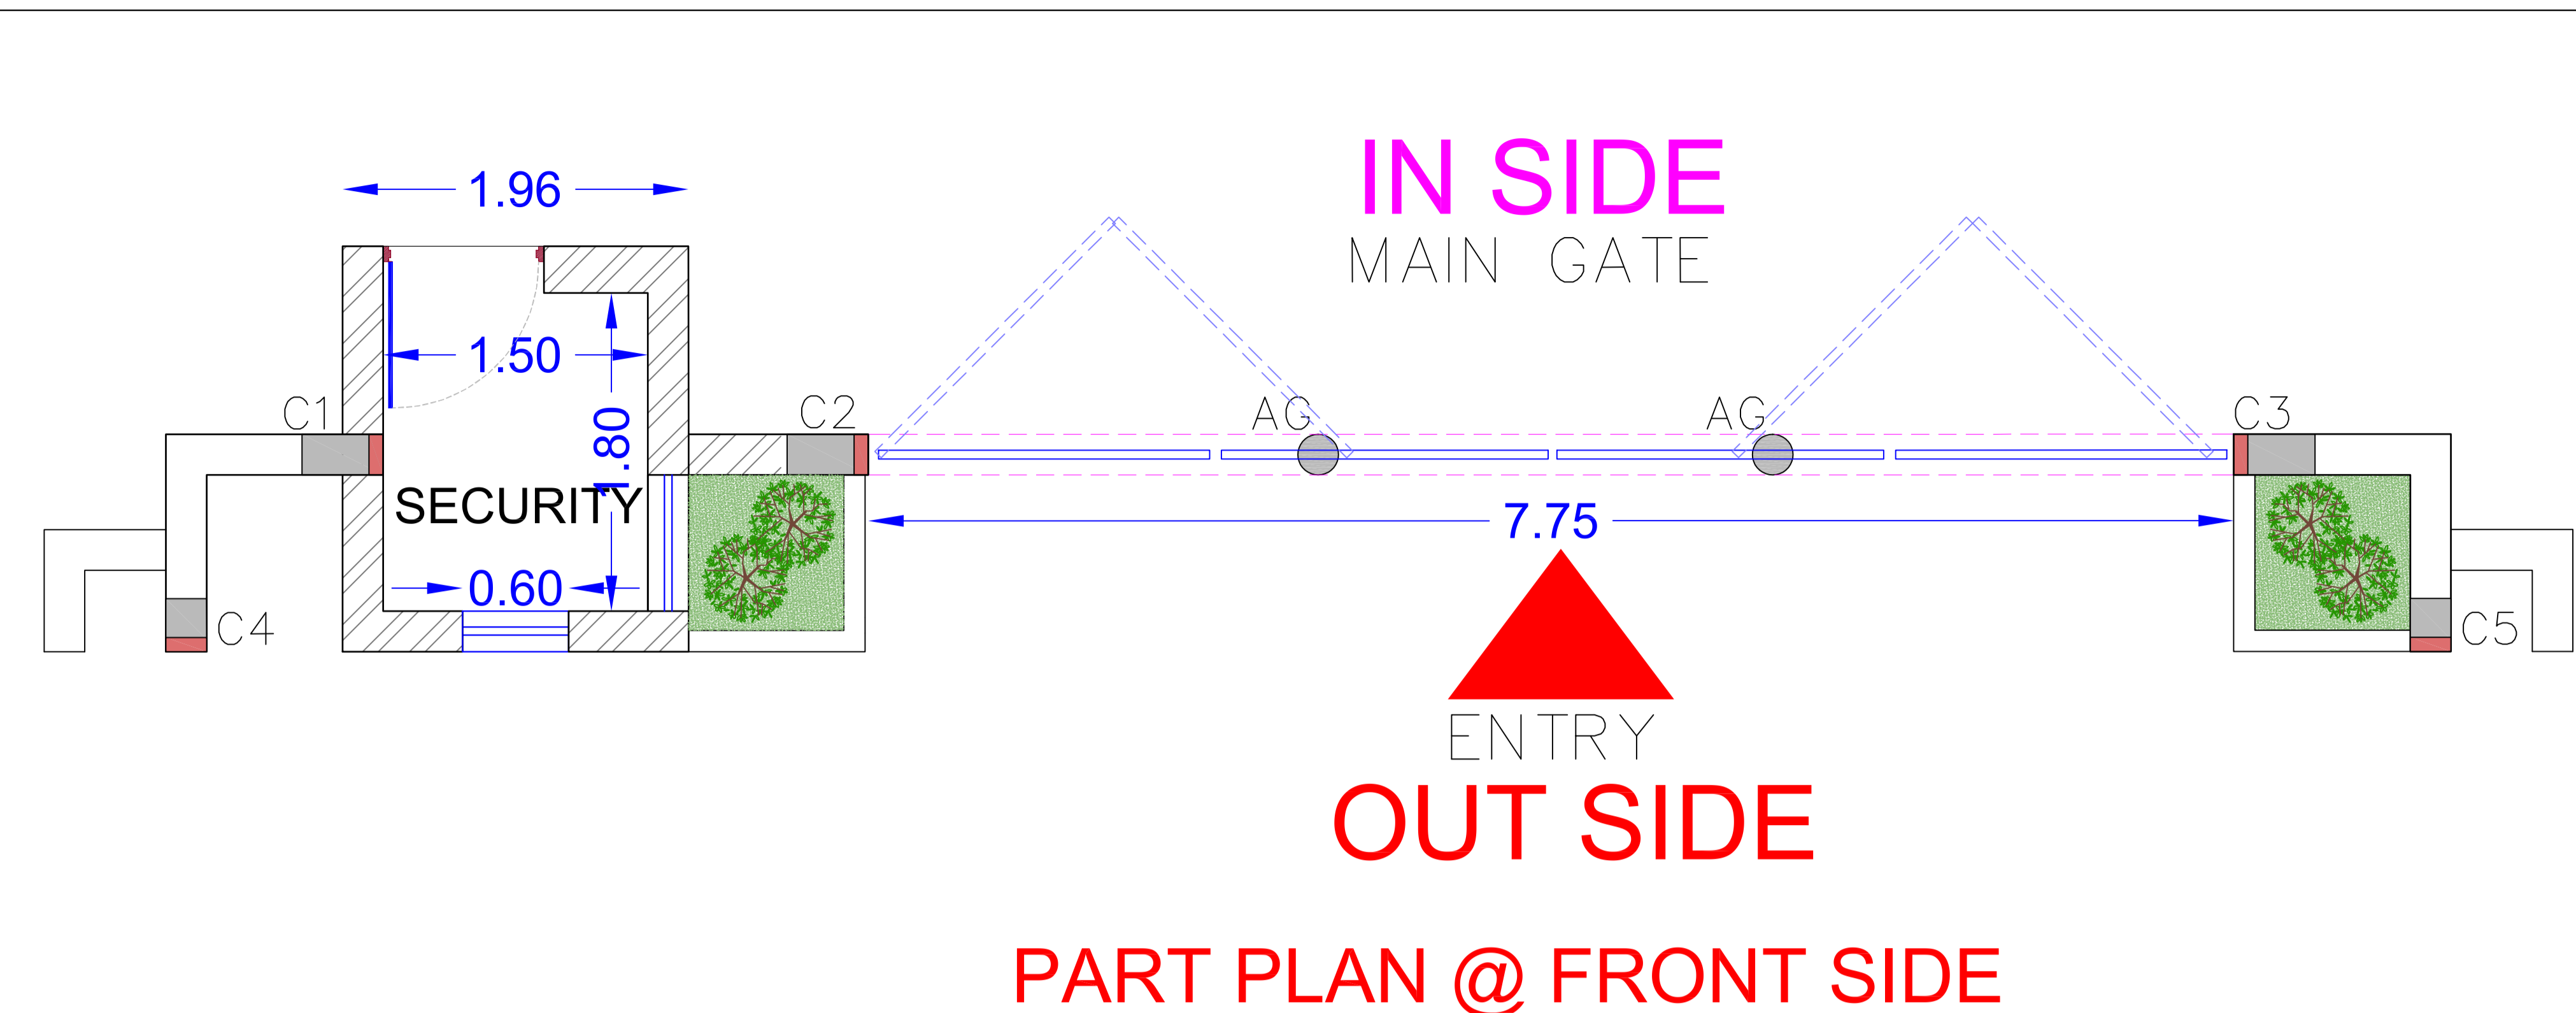 IN SIDE
MAIN GATE
1.96
1.50
1.80
C1
C2
AG
AG
C3
SECURITY
7.75
0.60
C4
C5
ENTRY
OUT SIDE
PART PLAN @ FRONT SIDE